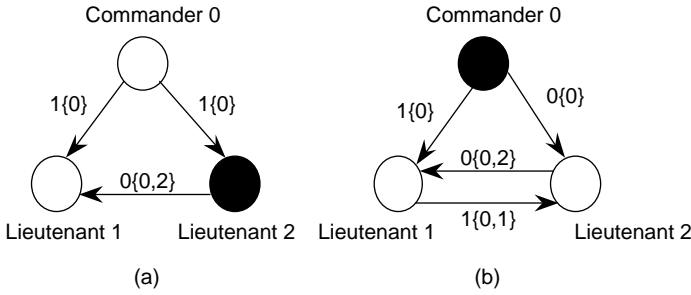 Commander 0 Commander 0
1{0} 1{0} 1{0} 0{0}
0{0,2} 0{0,2}
1{0,1}
Lieutenant 1 Lieutenant 2 Lieutenant 1 Lieutenant 2
(a) (b)